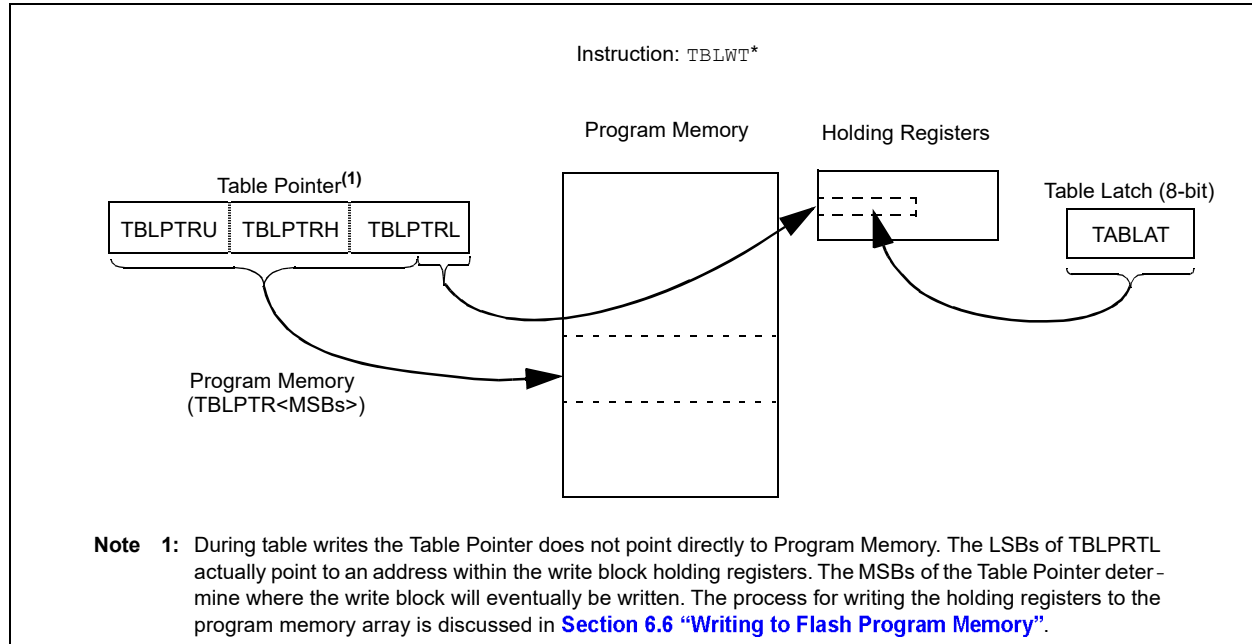 Instruction: TBLWT*
Program Memory
Holding Registers
Table Pointer(1)
Table Latch (8-bit)
TBLPTRU TBLPTRH TBLPTRL
TABLAT
Program Memory
(TBLPTR<MSBs>)
Note 1: During table writes the Table Pointer does not point directly to Program Memory. The LSBs of TBLPRTL
actually point to an address within the write block holding registers. The MSBs of the Table Pointer deter-
mine where the write block will eventually be written. The process for writing the holding registers to the
program memory array is discussed in Section 6.6 “Writing to Flash Program Memory”.